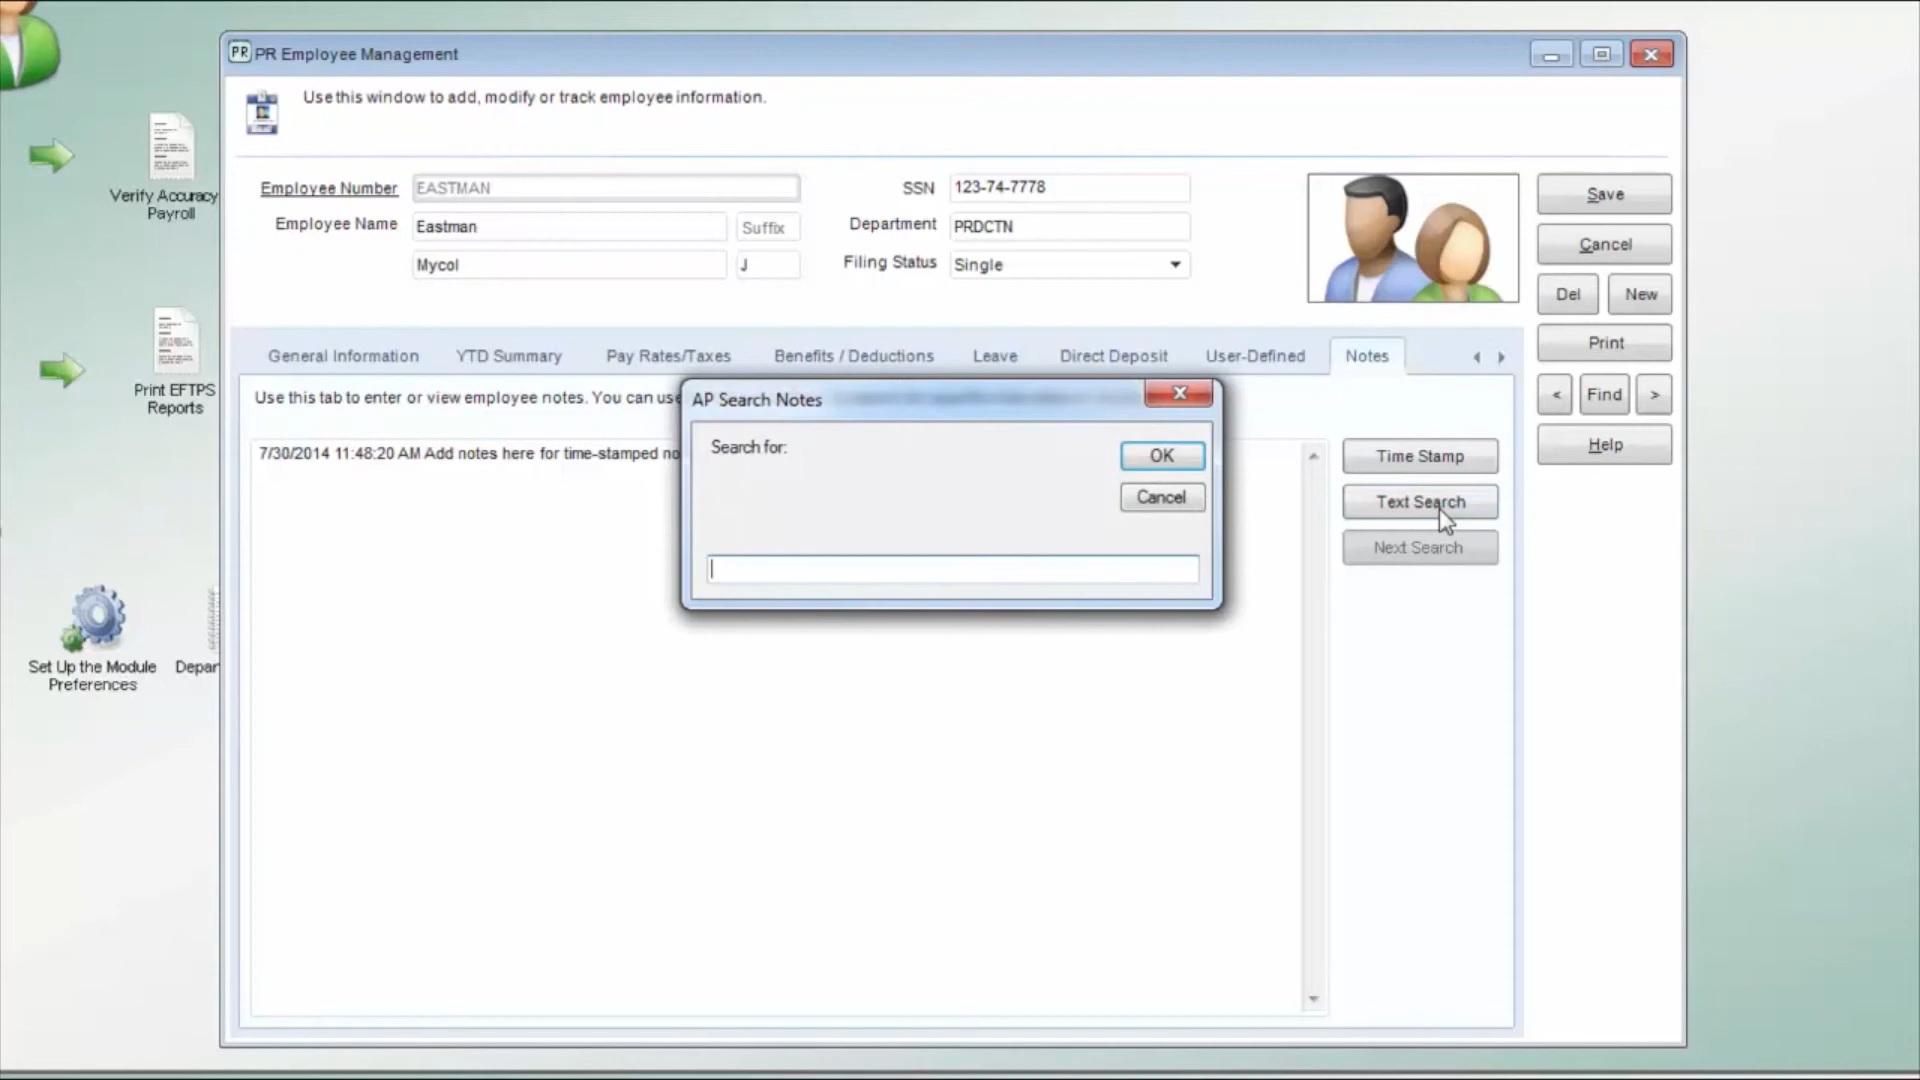 PR PR Employee Management
Use this window to add, modify or track employee information.
Verify Accuracy
Payroll
Print EFTPS
Reports
Set Up the Module
Preferences
Employee Number EASTMAN
Employee Name Eastman Suffix
Mycol J
SSN 123-74-7778
Department PRDCTN
Filing Status Single
Save
Cancel
Del New
Print
< Find >
Help
General Information YTD Summary Pay Rates/Taxes Benefits / Deductions Leave Direct Deposit User-Defined Notes
Use this tab to enter or view employee notes. You can
7/30/2014 11:48:20 AM Add notes here for time-stamped
Time Stamp
Text Search
Next Search
AP Search Notes
Search for:
OK
Cancel